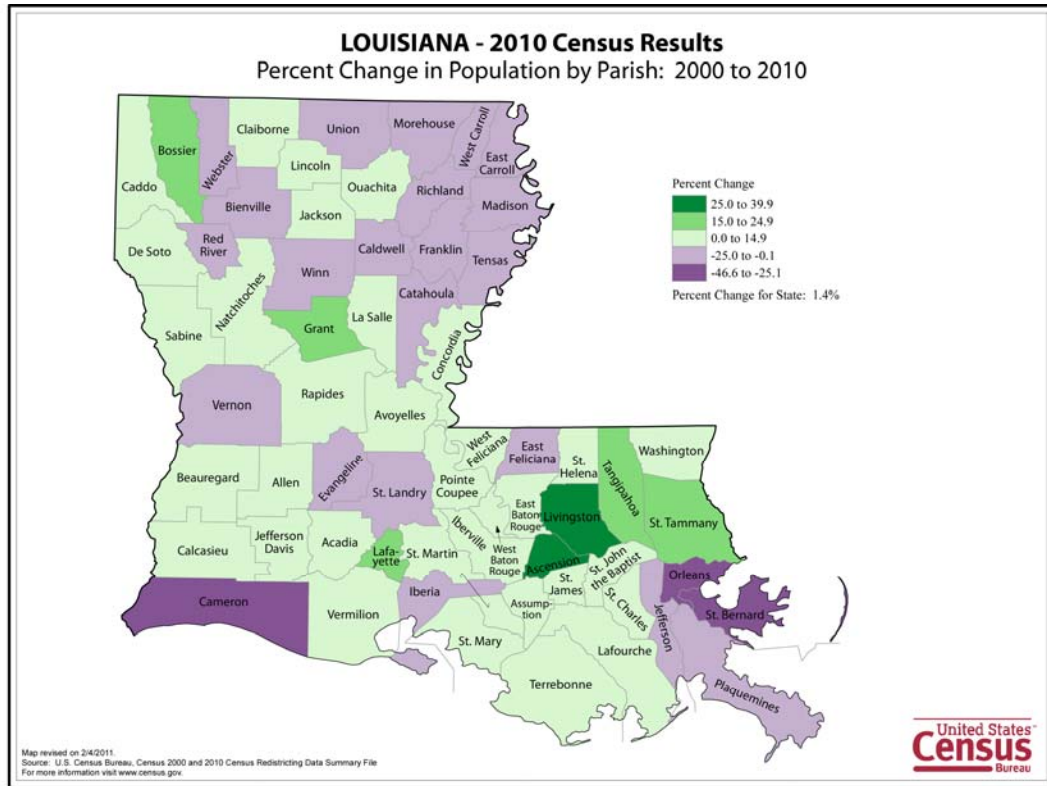 LOUISIANA - 2010 Census Results
Percent Change in Population by Parish: 2000 to 2010
Caddo
Bossier
Webster
Claiborne
Union
Morehouse
West Carroll
East
Carroll
Lincoln
Ouachita
Richland
Madison
Bienville
Jackson
De Soto
Red
River
Caldwell
Franklin
Tensas
Winn
Natchitoches
Catahoula
Sabine
Grant
La Salle
Concordia
Vernon
Rapides
Avoyelles
Beauregard
Allen
Evangeline
St. Landry
Pointe
Coupee
West
Feliciana
East
Feliciana
St.
Helena
Tangipahoa
Washington
St. Tammany
East
Baton
Rouge
Livingston
Calcasieu
Jefferson
Davis
Acadia
Lafa-
yette
St. Martin
Iberville
West
Baton
Rouge
Ascension
St. John
the Baptist
Orleans
St. Bernard
Cameron
Vermilion
Iberia
Assump-
tion
St.
James
St. Charles
Jefferson
St. Mary
Lafourche
Terrebonne
Plaquemines
Percent Change
25.0 to 39.9
15.0 to 24.9
0.0 to 14.9
-25.0 to -0.1
-46.6 to -25.1
Percent Change for State: 1.4%
Map revised on 2/4/2011.
Source: U.S. Census Bureau, Census 2000 and 2010 Census Redistricting Data Summary File
For more information visit www.census.gov.
United States™
Census
Bureau